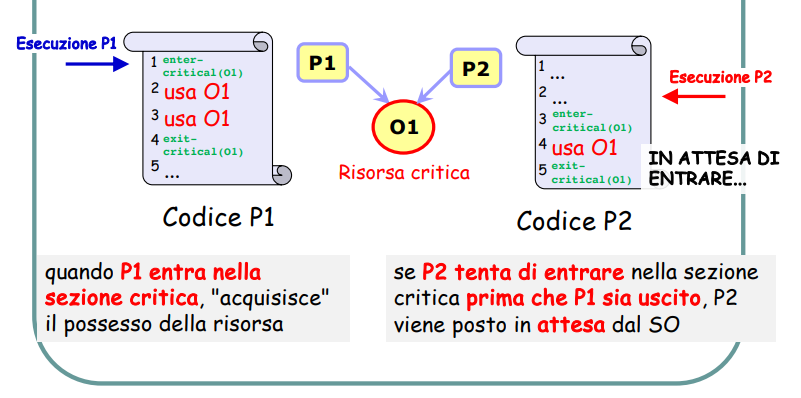 Esecuzione P1
1 enter-
critical(O1)
2 usa O1
3 usa O1
4 exit-
critical(O1)
5 ...
Codice P1
P1
P2
O1
Risorsa critica
1 ...
2 ...
3 enter-
critical(O1)
4 usa O1
5 exit-
critical(O1)
Codice P2
Esecuzione P2
IN ATTESA DI
ENTRARE...
quando P1 entra nella
sezione critica, "acquisisce"
il possesso della risorsa
se P2 tenta di entrare nella sezione
critica prima che P1 sia uscito, P2
viene posto in attesa dal SO